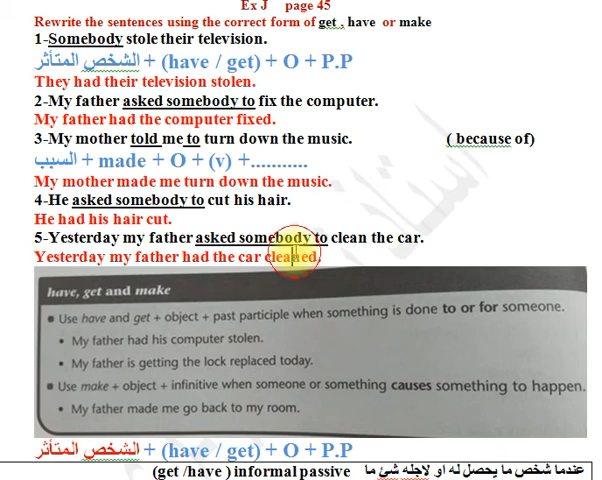 Ex J page 45
Rewrite the sentences using the correct form of get , have or make
1-Somebody stole their television.
الشخص المتأثر + (have / get) + O + P.P
They had their television stolen.
2-My father asked somebody to fix the computer.
My father had the computer fixed.
3-My mother told me to turn down the music. ( because of)
السبب + made + O + (v) +...........
My mother made me turn down the music.
4-He asked somebody to cut his hair.
He had his hair cut.
5-Yesterday my father asked somebody to clean the car.
Yesterday my father had the car cleaned.
have, get and make
• Use have and get + object + past participle when something is done to or for someone.
• My father had his computer stolen.
• My father is getting the lock replaced today.
• Use make + object + infinitive when someone or something causes something to happen.
• My father made me go back to my room.
الشخص المتأثر + (have / get) + O + P.P
عندما شخص ما يحصل له او لاجله شئ ما (get /have ) informal passive